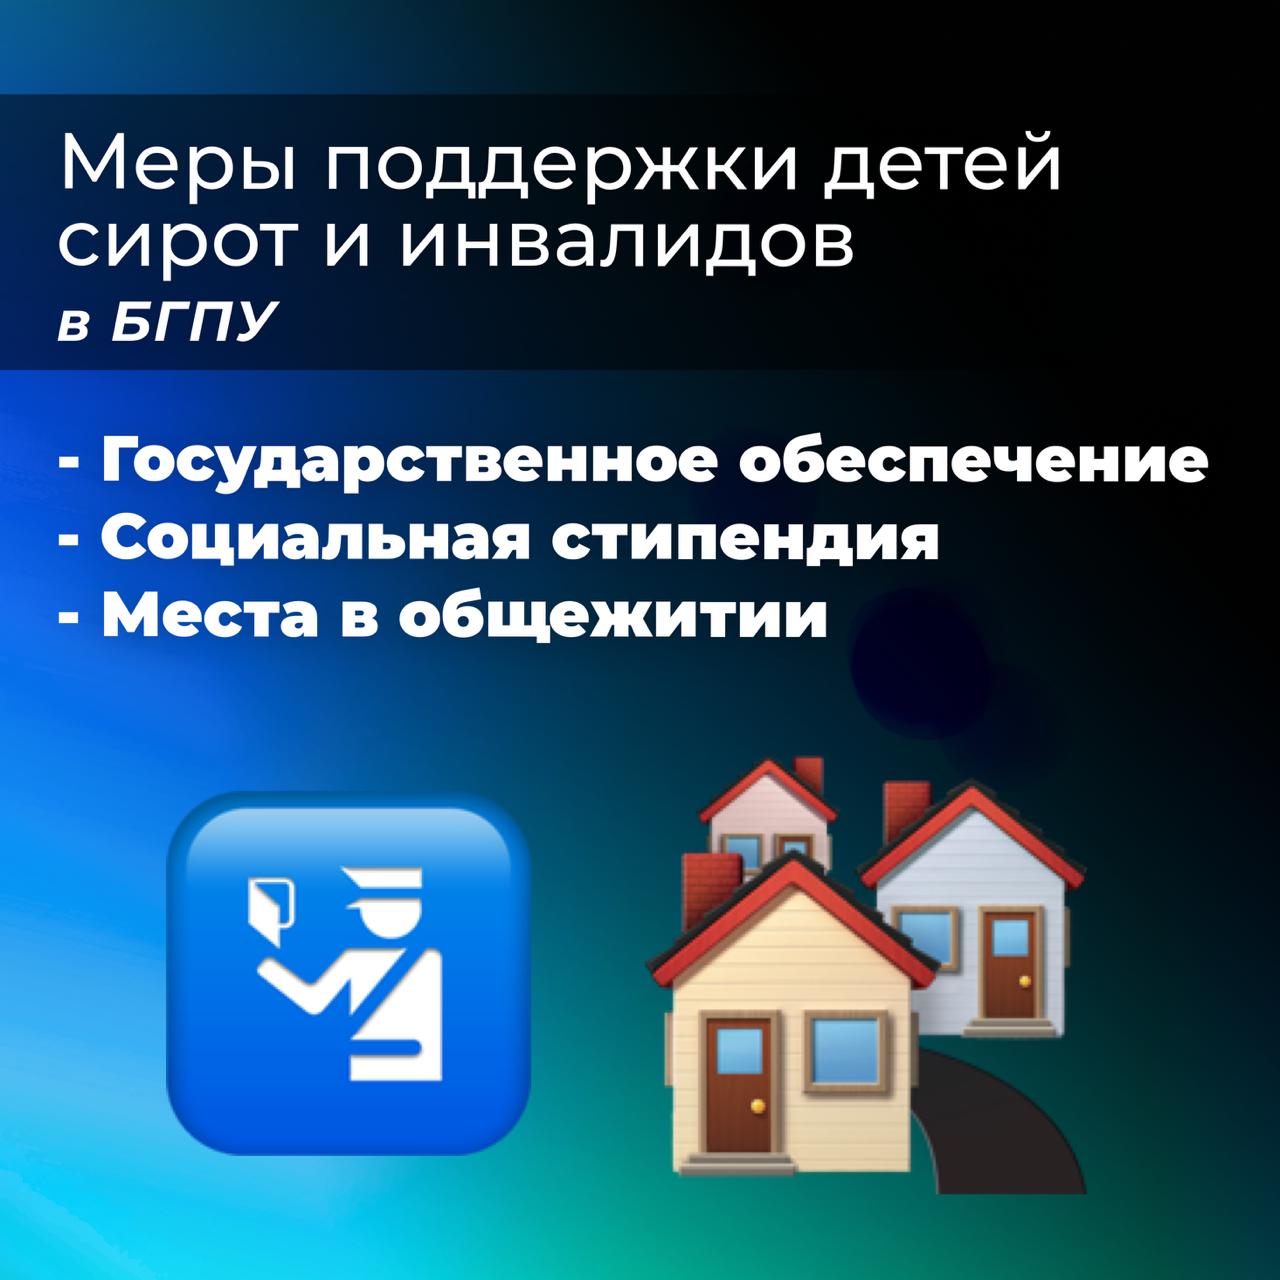 Меры поддержки детей
сирот и инвалидов
в БГПУ
- Государственное обеспечение
- Социальная стипендия
- Места в общежитии